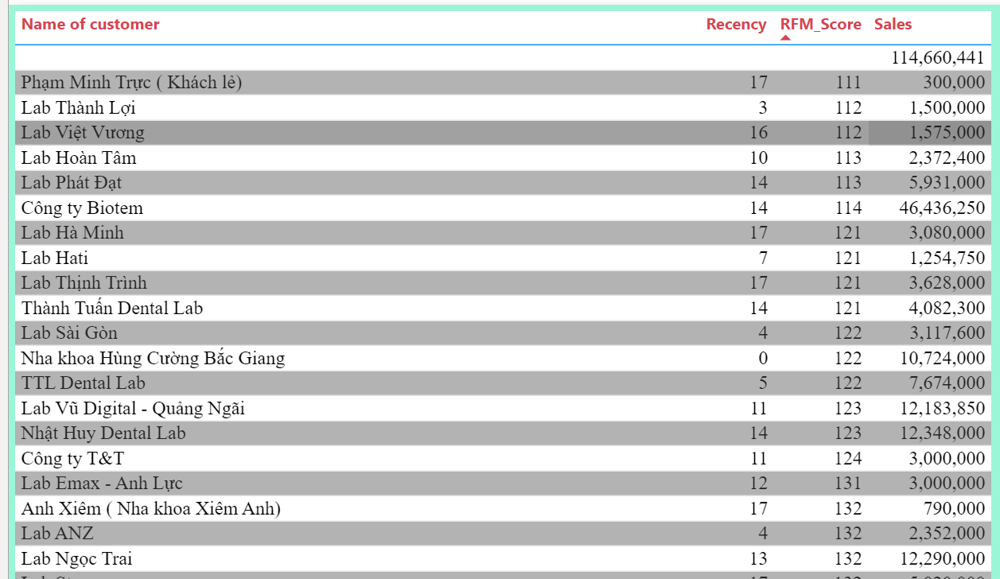 Name of customer Recency RFM_Score Sales
114,660,441
Phạm Minh Trực ( Khách lẻ) 17 111 300,000
Lab Thành Lợi 3 112 1,500,000
Lab Việt Vương 16 112 1,575,000
Lab Hoàn Tâm 10 113 2,372,400
Lab Phát Đạt 14 113 5,931,000
Công ty Biotem 14 114 46,436,250
Lab Hà Minh 17 121 3,080,000
Lab Hati 7 121 1,254,750
Lab Thịnh Trình 17 121 3,628,000
Thành Tuấn Dental Lab 14 121 4,082,300
Lab Sài Gòn 4 122 3,117,600
Nha khoa Hùng Cường Bắc Giang 0 122 10,724,000
TTL Dental Lab 5 122 7,674,000
Lab Vũ Digital - Quảng Ngãi 11 123 12,183,850
Nhật Huy Dental Lab 14 123 12,348,000
Công ty T&T 11 124 3,000,000
Lab Emax - Anh Lực 12 131 3,000,000
Anh Xiêm ( Nha khoa Xiêm Anh) 17 132 790,000
Lab ANZ 4 132 2,352,000
Lab Ngọc Trai 13 132 12,290,000